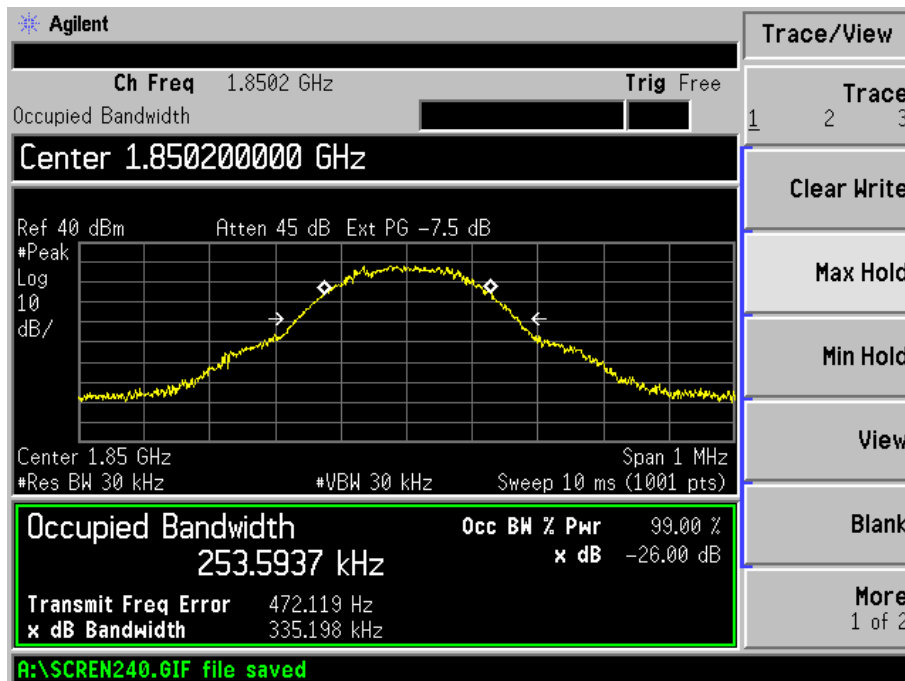 Agilent
Ch Freq 1.8502 GHz Trig Free
Occupied Bandwidth
Center 1.850200000 GHz
Ref 40 dBm Atten 45 dB Ext PG -7.5 dB
#Peak
Log
10
dB/
Center 1.85 GHz Span 1 MHz
#Res BW 30 kHz #VBW 30 kHz Sweep 10 ms (1001 pts)
Occupied Bandwidth Occ BW % Pwr 99.00 %
253.5937 kHz x dB -26.00 dB
Transmit Freq Error 472.119 Hz
x dB Bandwidth 335.198 kHz
A:\SCREN240.GIF file saved
Trace/View
Trace
1 2 3
Clear Write
Max Hold
Min Hold
View
Blank
More
1 of 2